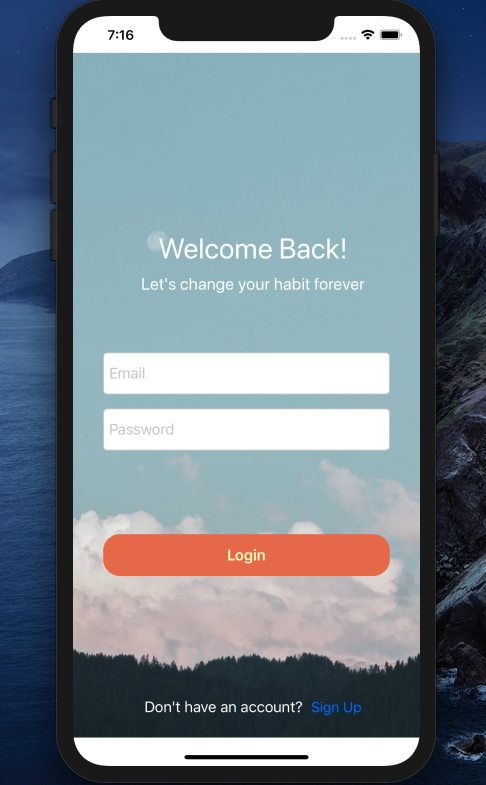 7:16
Welcome Back!
Let's change your habit forever
Email
Password
Login
Don't have an account? Sign Up